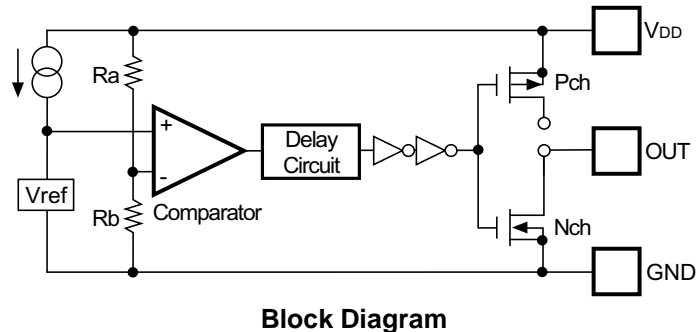 VDD
Ra
Pch
+
Delay
Circuit
OUT
-
Vref
Rb
Comparator
Nch
GND
Block Diagram